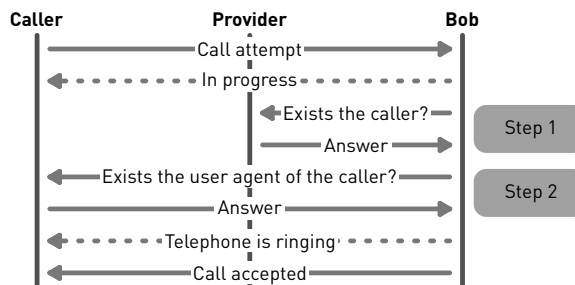 Caller Provider Bob
Call attempt
In progress
Exists the caller?
Step 1
Answer
Exists the user agent of the caller?
Step 2
Answer
Telephone is ringing
Call accepted